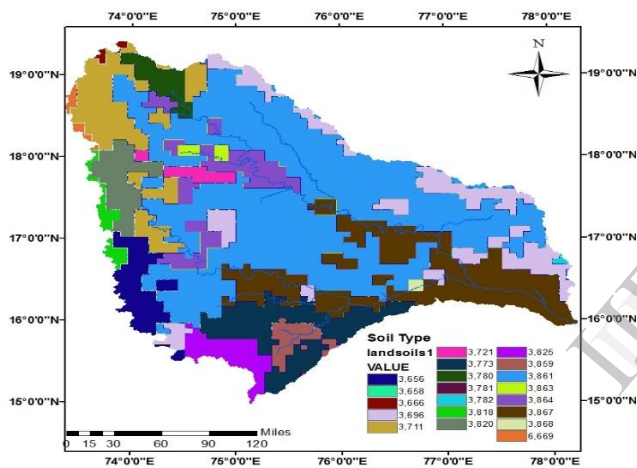 74°0'0"E 75°0'0"E 76°0'0"E 77°0'0"E 78°0'0"E
N
19°0'0"N 19°0'0"N
18°0'0"N 18°0'0"N
17°0'0"N 17°0'0"N
16°0'0"N 16°0'0"N
15°0'0"N 15°0'0"N
Soil Type
landsoils1
VALUE
3,656
3,658
3,666
3,696
3,711
3,721
3,773
3,780
3,781
3,782
3,818
3,820
3,825
3,859
3,861
3,863
3,864
3,867
3,868
6,669
0 15 30 60 90 120 Miles
74°0'0"E 75°0'0"E 76°0'0"E 77°0'0"E 78°0'0"E